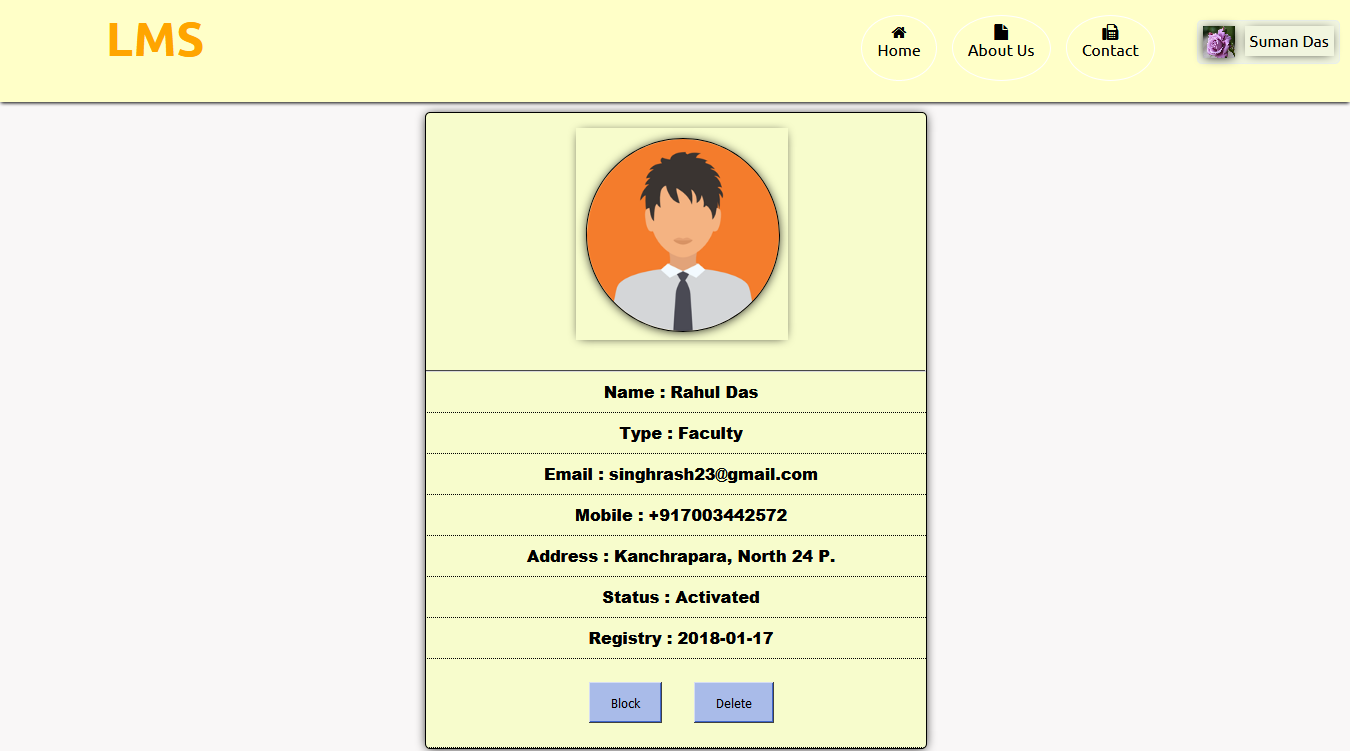 LMS
Home
About Us
Contact
Suman Das
Name : Rahul Das
Type : Faculty
Email : singhrash23@gmail.com
Mobile : +917003442572
Address : Kanchrapara, North 24 P.
Status : Activated
Registry : 2018-01-17
Block
Delete